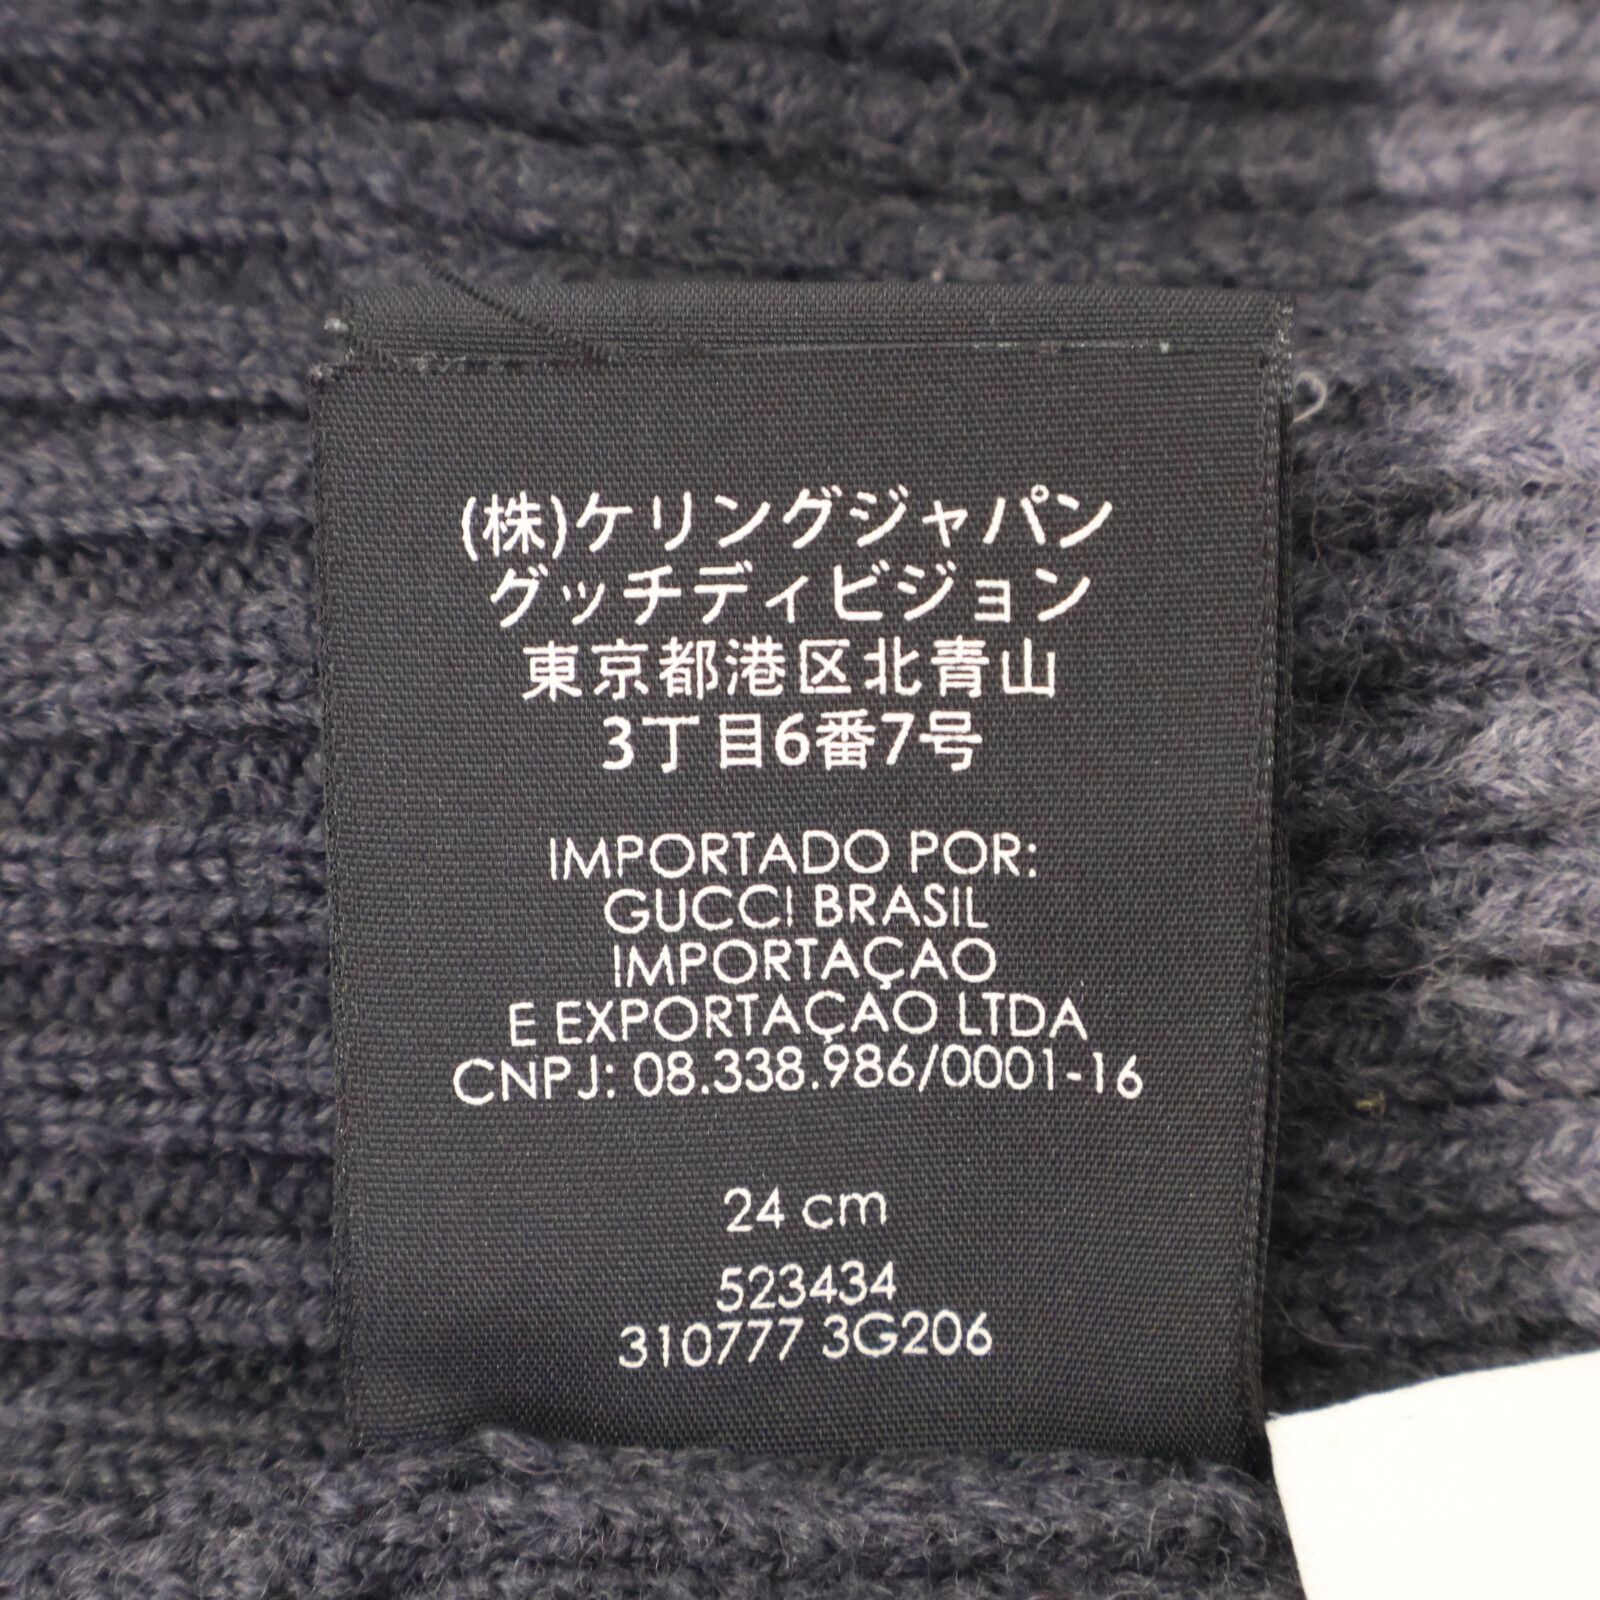 (株)ケリングジャパン
グッチディビジョン
東京都港区北青山
3丁目6番7号
IMPORTADO POR:
GUCCI BRASIL
IMPORTAÇAO
E EXPORTAÇAO LTDA
CNPJ: 08.338.986/0001-16
24 cm
523434
310777 3G206